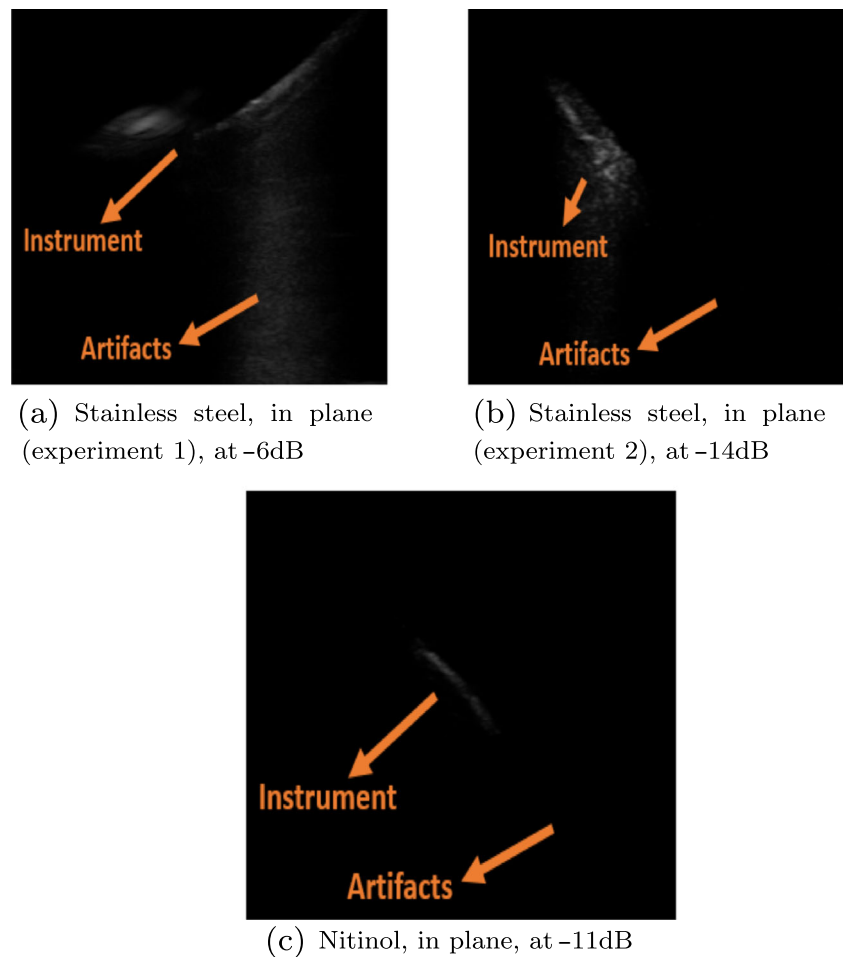 Instrument
Artifacts
(a) Stainless steel, in plane
(experiment 1), at –6dB
Instrument
Artifacts
(b) Stainless steel, in plane
(experiment 2), at –14dB
Instrument
Artifacts
(c) Nitinol, in plane, at –11dB